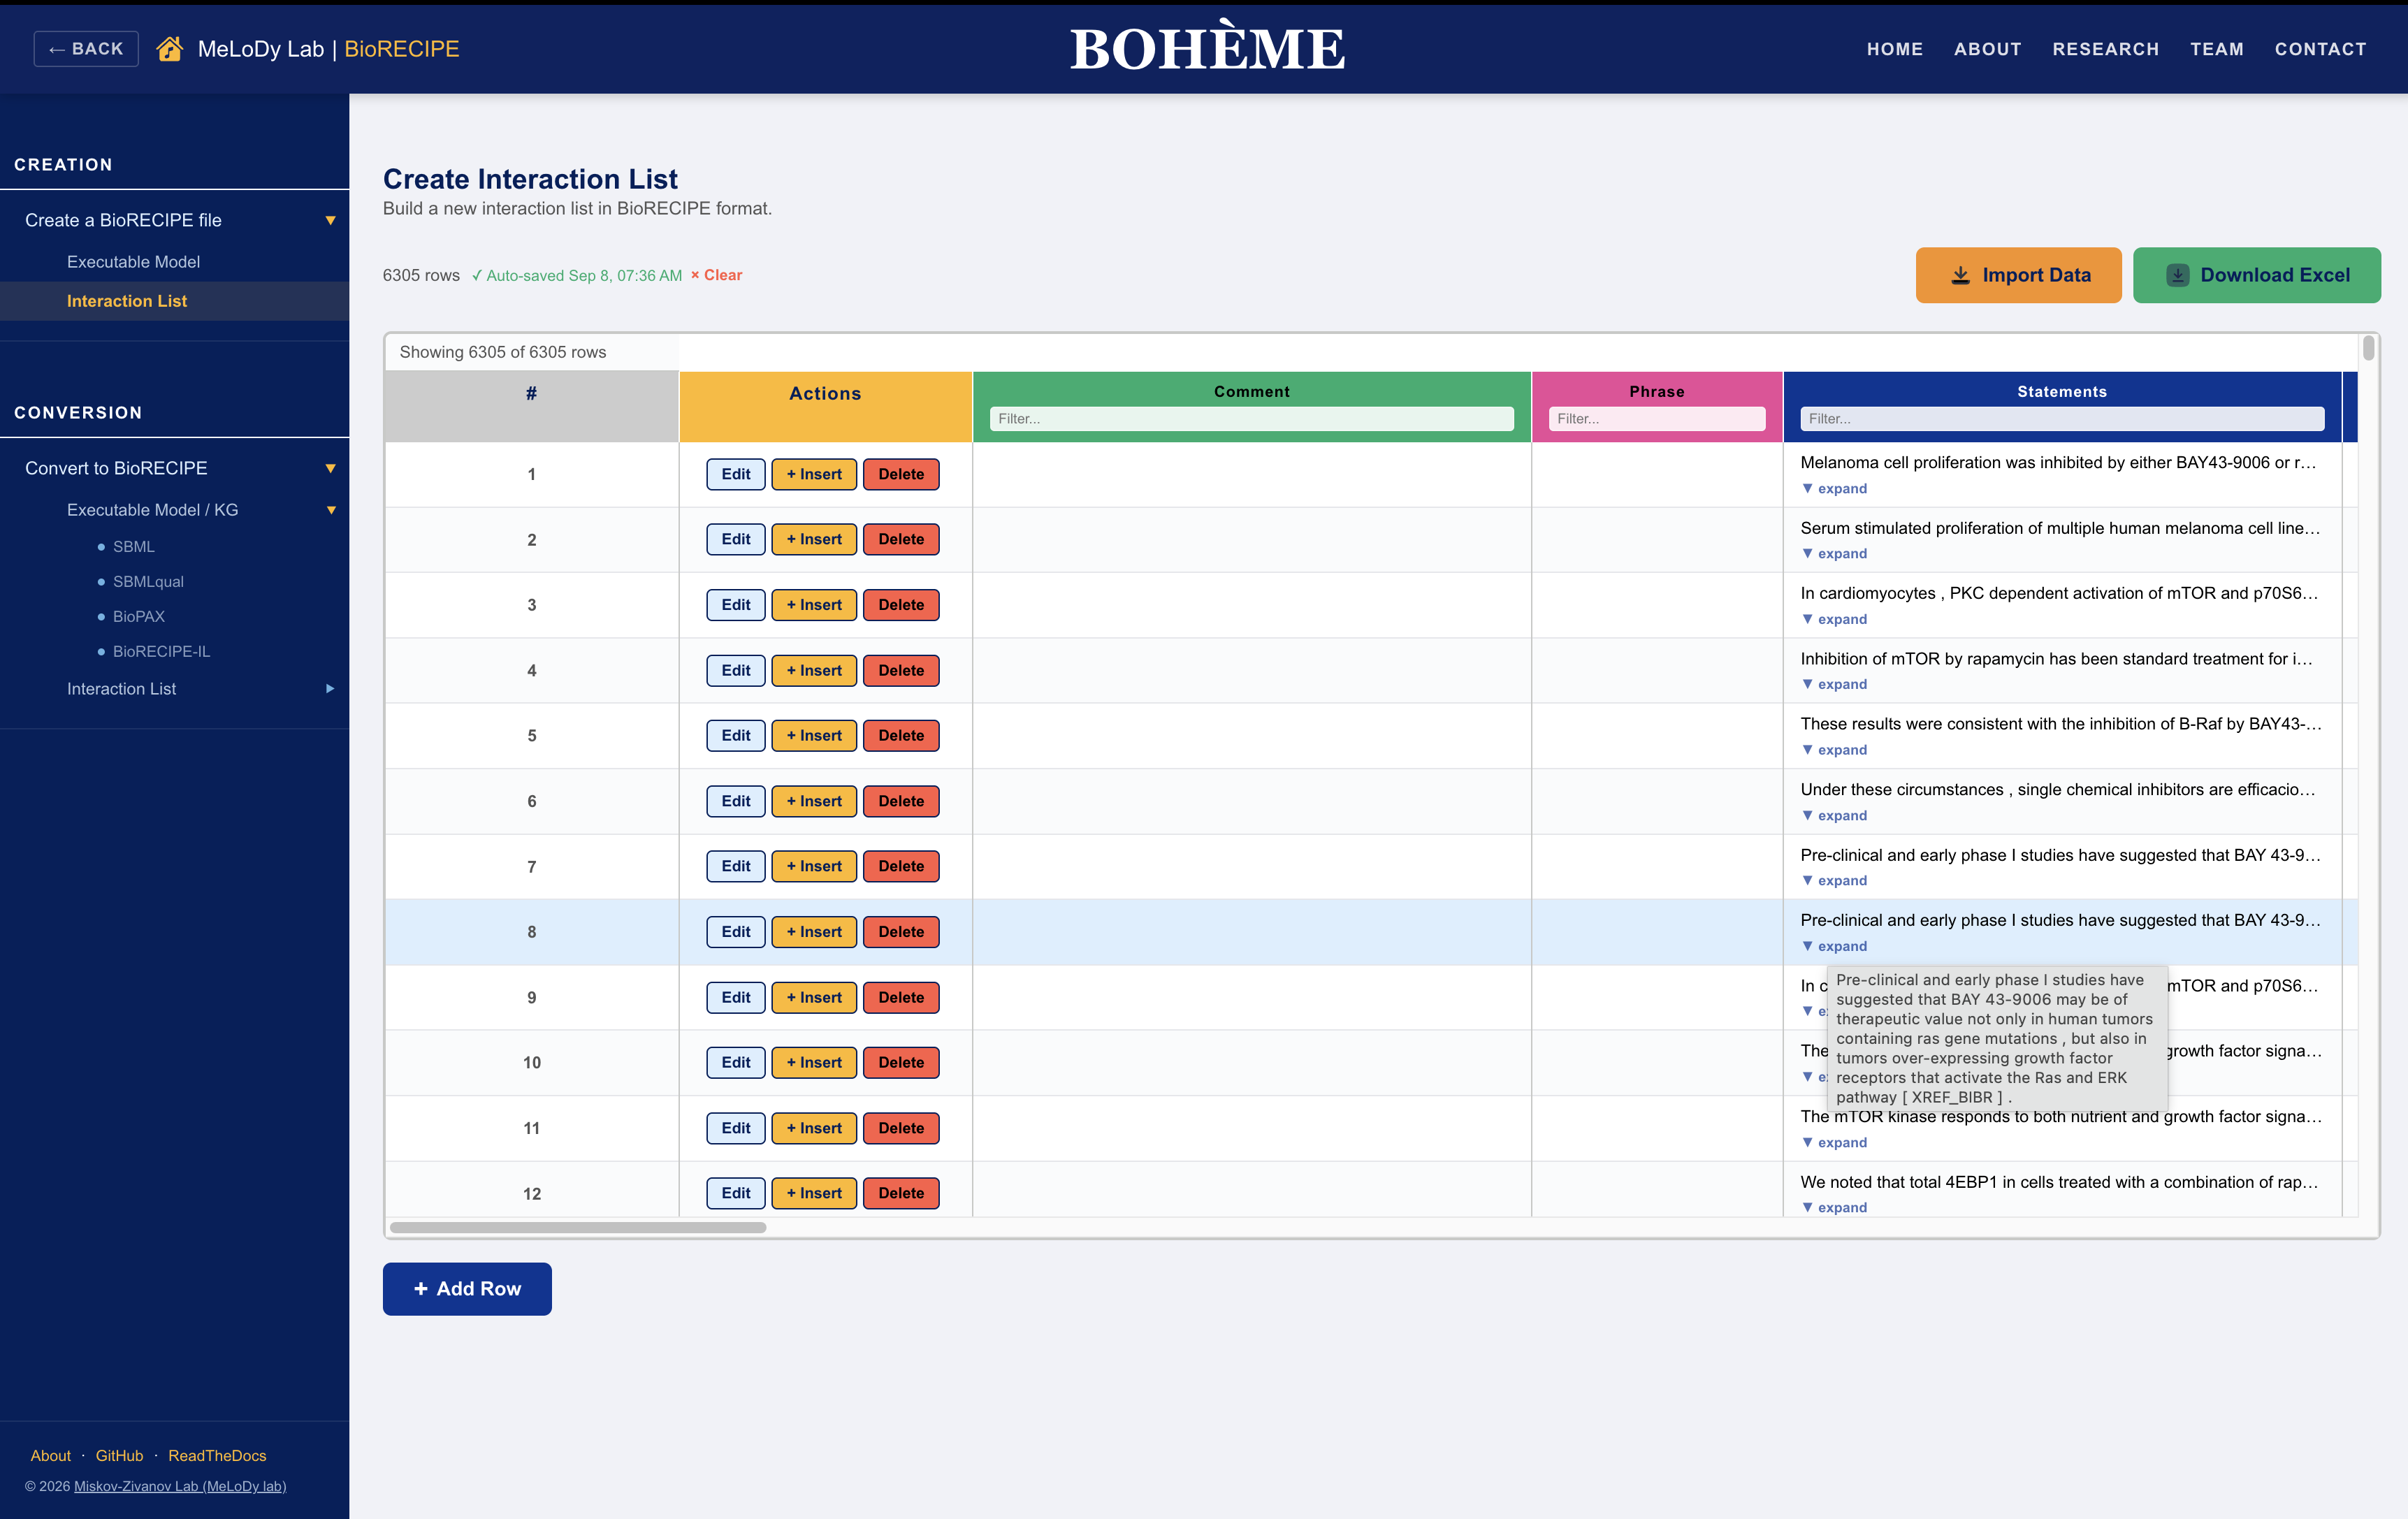 ← BACK
MeLoDy Lab | BioRECIPE
BOHÈME
HOME ABOUT RESEARCH TEAM CONTACT
CREATION
Create a BioRECIPE file ▼
Executable Model
Interaction List
CONVERSION
Convert to BioRECIPE ▼
Executable Model / KG ▼
• SBML
• SBMLqual
• BioPAX
• BioRECIPE-IL
Interaction List ▶
About · GitHub · ReadTheDocs
© 2026 Miskov-Zivanov Lab (MeLoDy lab)
Create Interaction List
Build a new interaction list in BioRECIPE format.
6305 rows ✓ Auto-saved Sep 8, 07:36 AM × Clear
Import Data
Download Excel
Showing 6305 of 6305 rows
# Actions Comment Phrase Statements
Filter... Filter... Filter...
1 Edit + Insert Delete Melanoma cell proliferation was inhibited by either BAY43-9006 or r…
▼ expand
2 Edit + Insert Delete Serum stimulated proliferation of multiple human melanoma cell line…
▼ expand
3 Edit + Insert Delete In cardiomyocytes , PKC dependent activation of mTOR and p70S6…
▼ expand
4 Edit + Insert Delete Inhibition of mTOR by rapamycin has been standard treatment for i…
▼ expand
5 Edit + Insert Delete These results were consistent with the inhibition of B-Raf by BAY43-…
▼ expand
6 Edit + Insert Delete Under these circumstances , single chemical inhibitors are efficacio…
▼ expand
7 Edit + Insert Delete Pre-clinical and early phase I studies have suggested that BAY 43-9…
▼ expand
8 Edit + Insert Delete Pre-clinical and early phase I studies have suggested that BAY 43-9…
▼ expand
Pre-clinical and early phase I studies have
suggested that BAY 43-9006 may be of
therapeutic value not only in human tumors
containing ras gene mutations , but also in
tumors over-expressing growth factor
receptors that activate the Ras and ERK
pathway [ XREF_BIBR ] .
9 Edit + Insert Delete In mTOR and p70S6…
10 Edit + Insert Delete The growth factor signa…
11 Edit + Insert Delete The mTOR kinase responds to both nutrient and growth factor signa…
▼ expand
12 Edit + Insert Delete We noted that total 4EBP1 in cells treated with a combination of rap…
▼ expand
+ Add Row